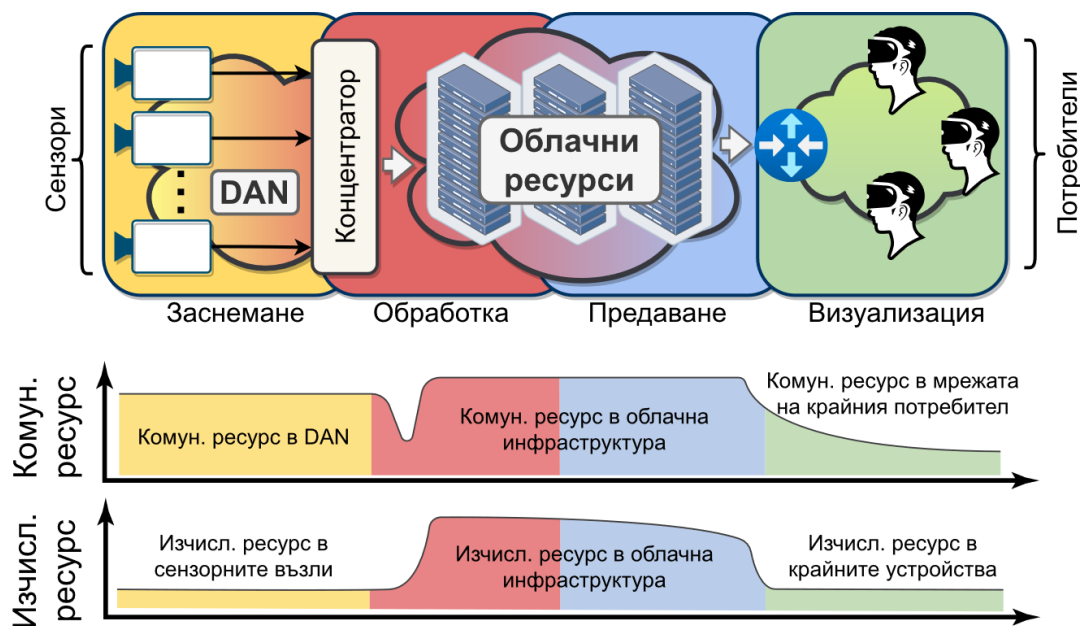 Сензори
DAN
Концентратор
Облачни
ресурси
Потребители
Заснемане
Обработка
Предаване
Визуализация
Комун.
ресурс
Комун. ресурс в DAN
Комун. ресурс в облачна
инфраструктура
Комун. ресурс в мрежата
на крайния потребител
Изчисл.
ресурс
Изчисл. ресурс в
сензорните възли
Изчисл. ресурс в облачна
инфраструктура
Изчисл. ресурс в
крайните устройства